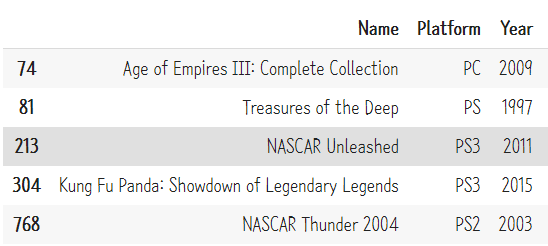 Name Platform Year
74 Age of Empires III: Complete Collection PC 2009
81 Treasures of the Deep PS 1997
213 NASCAR Unleashed PS3 2011
304 Kung Fu Panda: Showdown of Legendary Legends PS3 2015
768 NASCAR Thunder 2004 PS2 2003